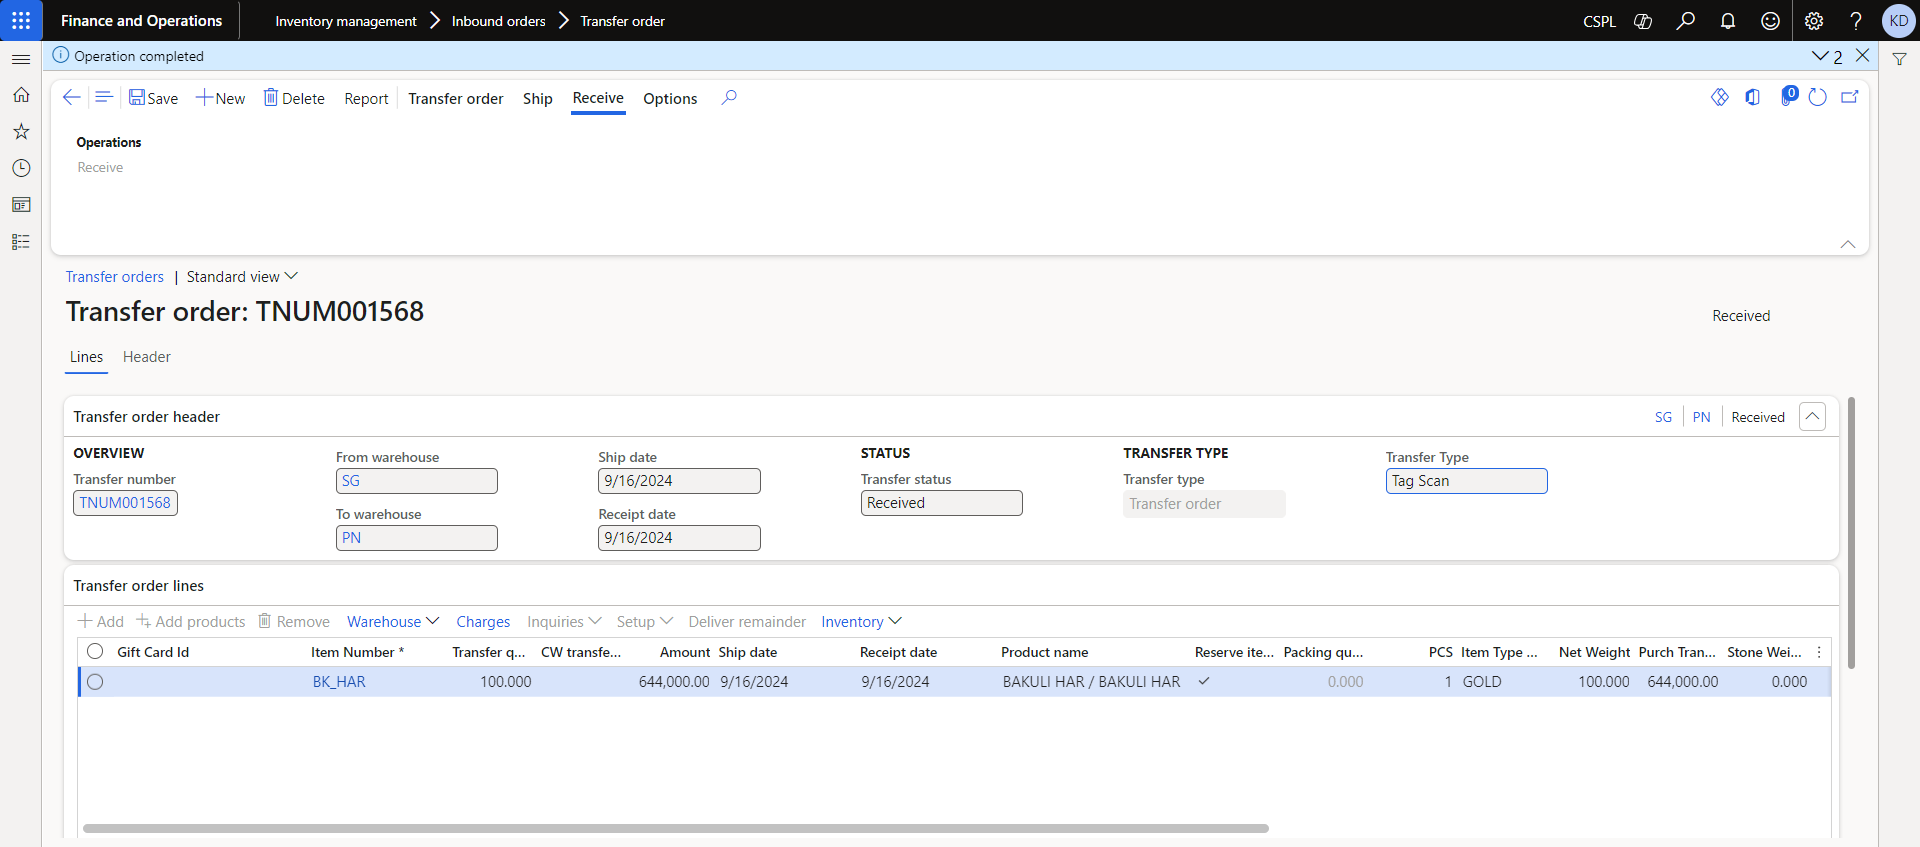 Finance and Operations Inventory management Inbound orders Transfer order CSPL ? KD
Operation completed 2
Save New Delete Report Transfer order Ship Receive Options 0
Operations
Receive
Transfer orders | Standard view
Transfer order: TNUM001568
Received
Lines Header
Transfer order header SG PN Received
OVERVIEW
Transfer number
TNUM001568
From warehouse
SG
To warehouse
PN
Ship date
9/16/2024
Receipt date
9/16/2024
STATUS
Transfer status
Received
TRANSFER TYPE
Transfer type
Transfer order
Transfer Type
Tag Scan
Transfer order lines
Add Add products Remove Warehouse Charges Inquiries Setup Deliver remainder Inventory
Gift Card Id Item Number * Transfer q... CW transfe... Amount Ship date Receipt date Product name Reserve ite... Packing qu... PCS Item Type ... Net Weight Purch Tran... Stone Wei...
BK_HAR 100.000 644,000.00 9/16/2024 9/16/2024 BAKULI HAR / BAKULI HAR 0.000 1 GOLD 100.000 644,000.00 0.000